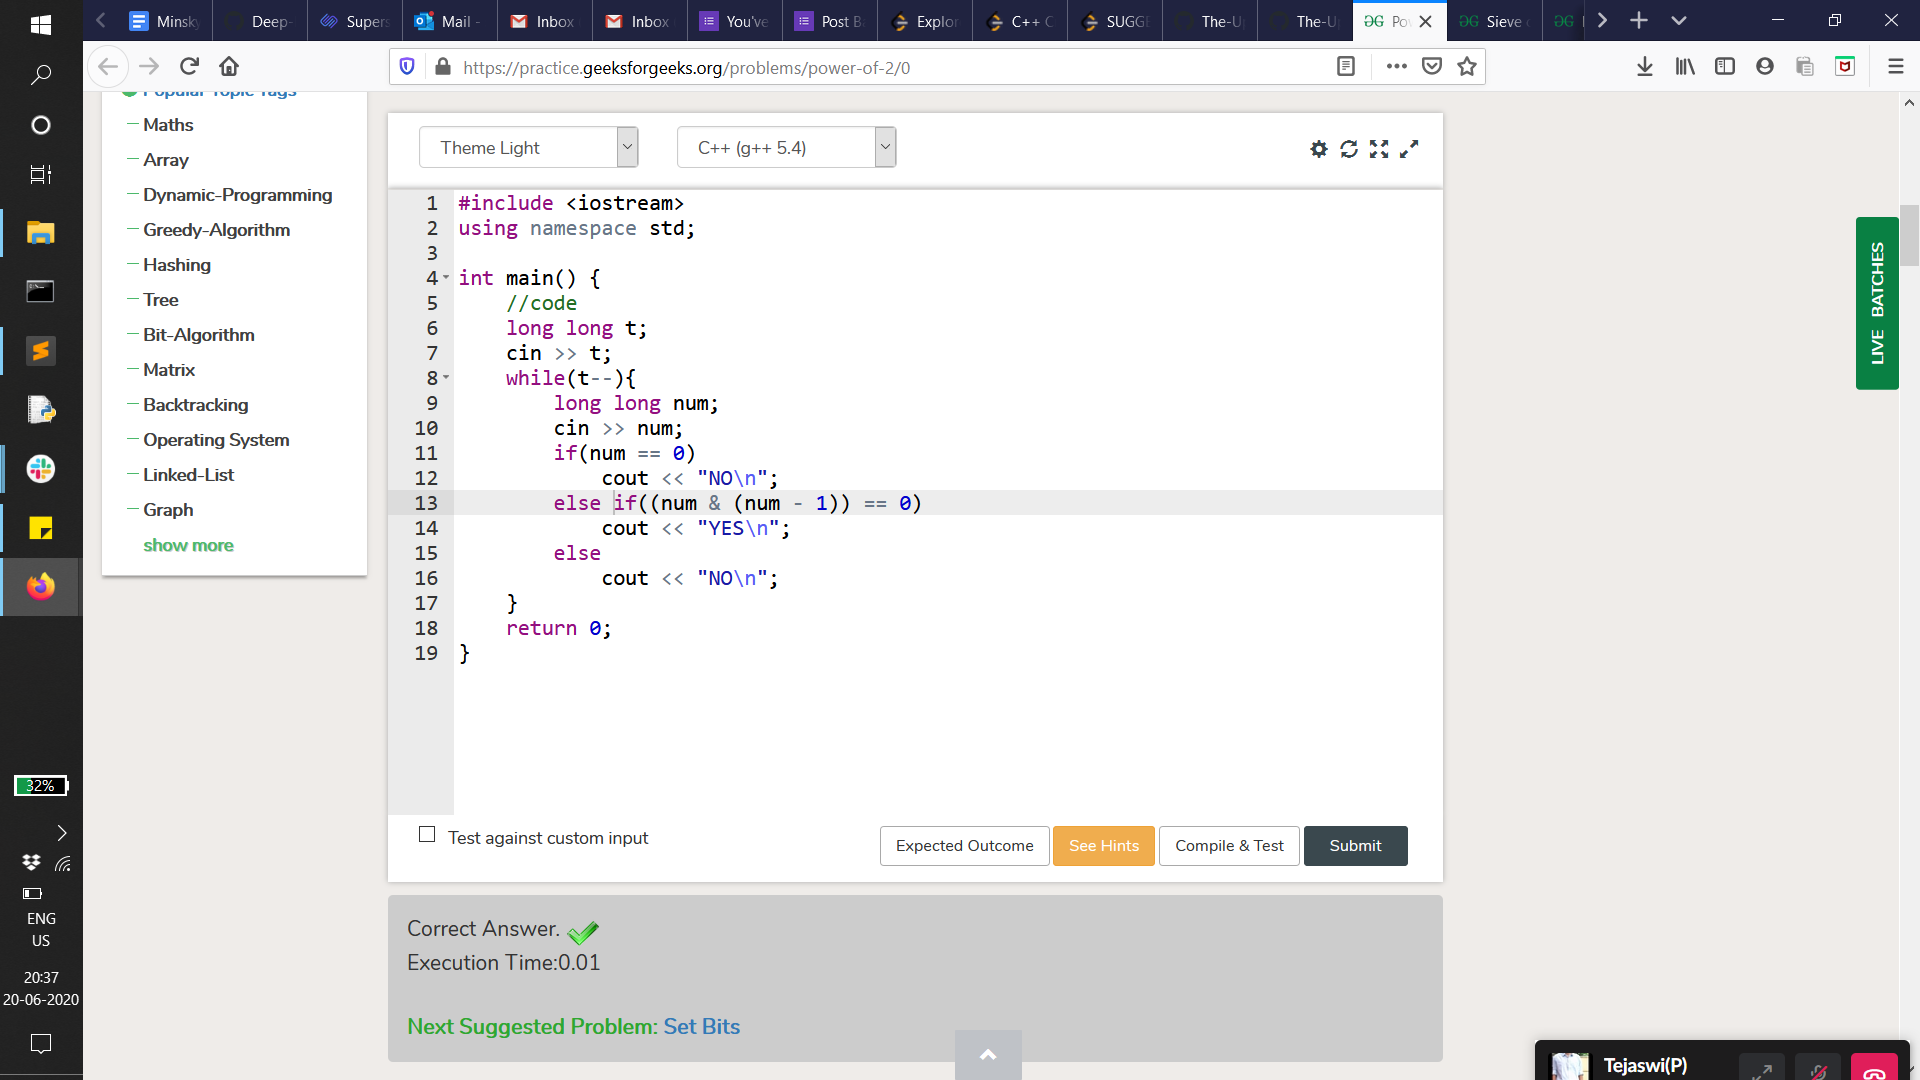 Minsky
Deep-
Supers
Mail -
Inbox
Inbox
You've
Post B
Explor
C++ C
SUGGE
The-U
The-U
Po
Sieve
https://practice.geeksforgeeks.org/problems/power-of-2/0
Popular Topic Tags
Maths
Array
Dynamic-Programming
Greedy-Algorithm
Hashing
Tree
Bit-Algorithm
Matrix
Backtracking
Operating System
Linked-List
Graph
show more
Theme Light
C++ (g++ 5.4)
1 #include <iostream>
2 using namespace std;
3
4 int main() {
5 //code
6 long long t;
7 cin >> t;
8 while(t--){
9 long long num;
10 cin >> num;
11 if(num == 0)
12 cout << "NO\n";
13 else if((num & (num - 1)) == 0)
14 cout << "YES\n";
15 else
16 cout << "NO\n";
17 }
18 return 0;
19 }
LIVE BATCHES
Test against custom input
Expected Outcome
See Hints
Compile & Test
Submit
Correct Answer.
Execution Time:0.01
Next Suggested Problem: Set Bits
32%
ENG
US
20:37
20-06-2020
Tejaswi(P)